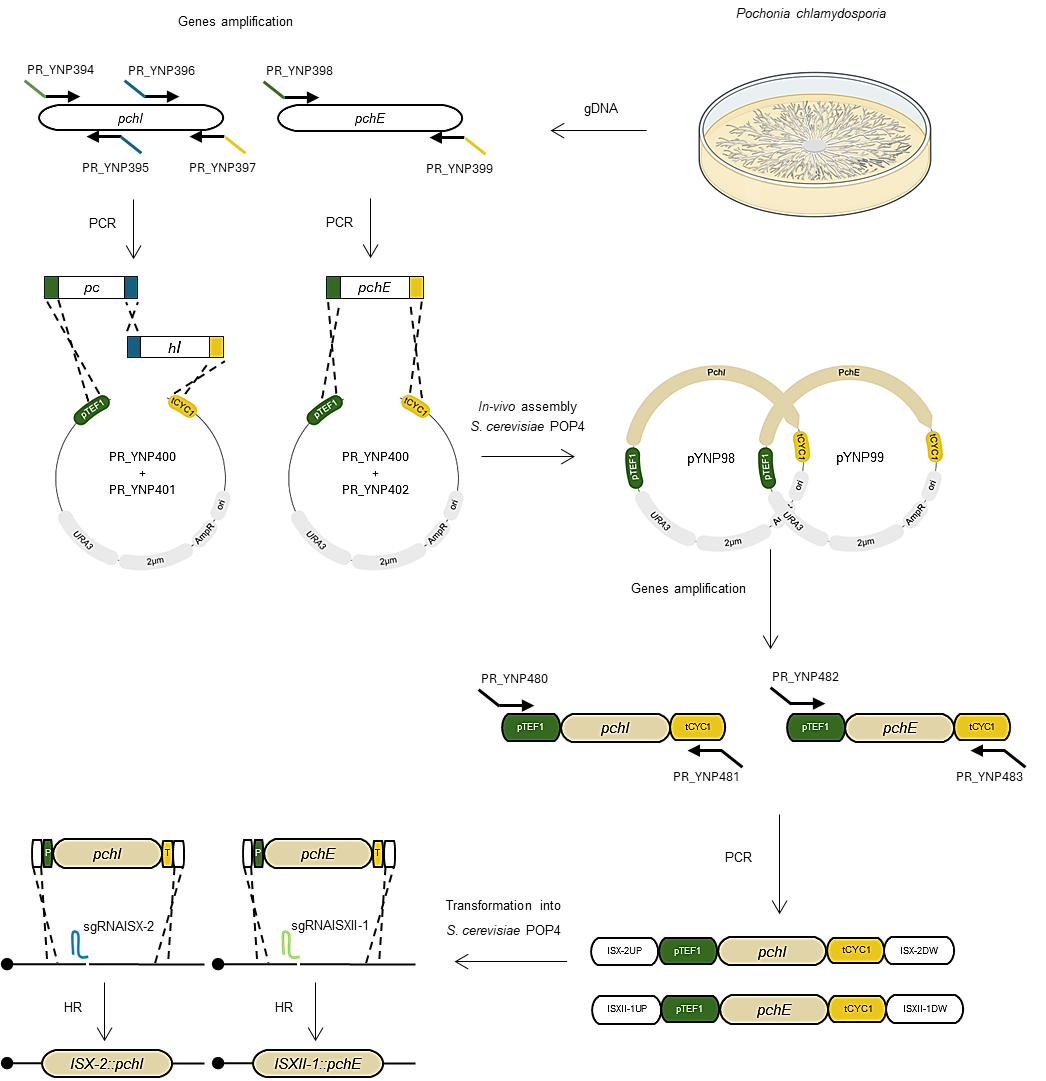 Genes amplification
Pochonia chlamydosporia
PR_YNP394
PR_YNP396
PR_YNP398
pchI
pchE
gDNA
PR_YNP395
PR_YNP397
PR_YNP399
PCR
PCR
pc
pchE
hI
pTEF1
tCYC1
pTEF1
tCYC1
PR_YNP400
+
PR_YNP401
PR_YNP400
+
PR_YNP402
URA3
2μm
AmpR
ori
URA3
2μm
AmpR
ori
In-vivo assembly
S. cerevisiae POP4
PchI
PchE
pTEF1
pYNP98
pTEF1
tCYC1
pYNP99
tCYC1
URA3
2μm
ori
URA3
2μm
AmpR
ori
Genes amplification
PR_YNP480
PR_YNP482
pTEF1
pchI
tCYC1
pTEF1
pchE
tCYC1
PR_YNP481
PR_YNP483
PCR
P
pchI
T
P
pchE
T
sgRNAISX-2
sgRNAISXII-1
Transformation into
S. cerevisiae POP4
ISX-2UP
pTEF1
pchI
tCYC1
ISX-2DW
ISXII-1UP
pTEF1
pchE
tCYC1
ISXII-1DW
HR
HR
ISX-2::pchI
ISXII-1::pchE